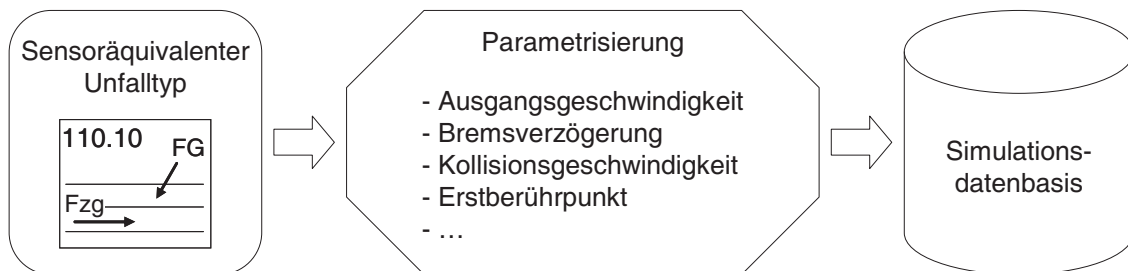 Sensoräquivalenter
Unfalltyp
110.10
FG
Fzg
Parametrisierung
- Ausgangsgeschwindigkeit
- Bremsverzögerung
- Kollisionsgeschwindigkeit
- Erstberührpunkt
- ...
Simulations-
datenbasis